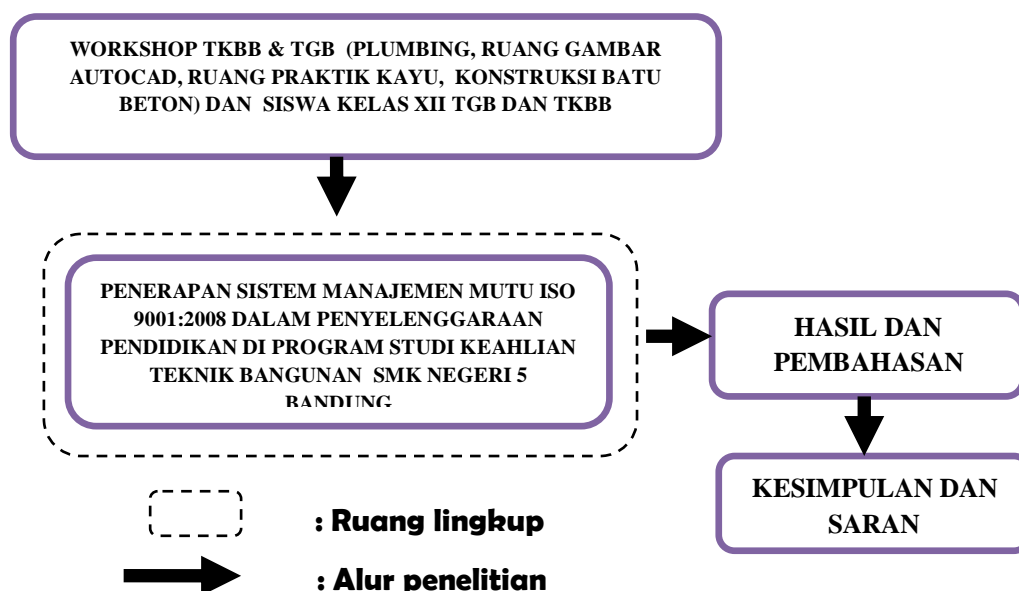 WORKSHOP TKBB & TGB (PLUMBING, RUANG GAMBAR
AUTOCAD, RUANG PRAKTIK KAYU, KONSTRUKSI BATU
BETON) DAN SISWA KELAS XII TGB DAN TKBB
PENERAPAN SISTEM MANAJEMEN MUTU ISO
9001:2008 DALAM PENYELENGGARAAN
PENDIDIKAN DI PROGRAM STUDI KEAHLIAN
TEKNIK BANGUNAN SMK NEGERI 5
BANDUNG
HASIL DAN
PEMBAHASAN
KESIMPULAN DAN
SARAN
: Ruang lingkup
: Alur penelitian